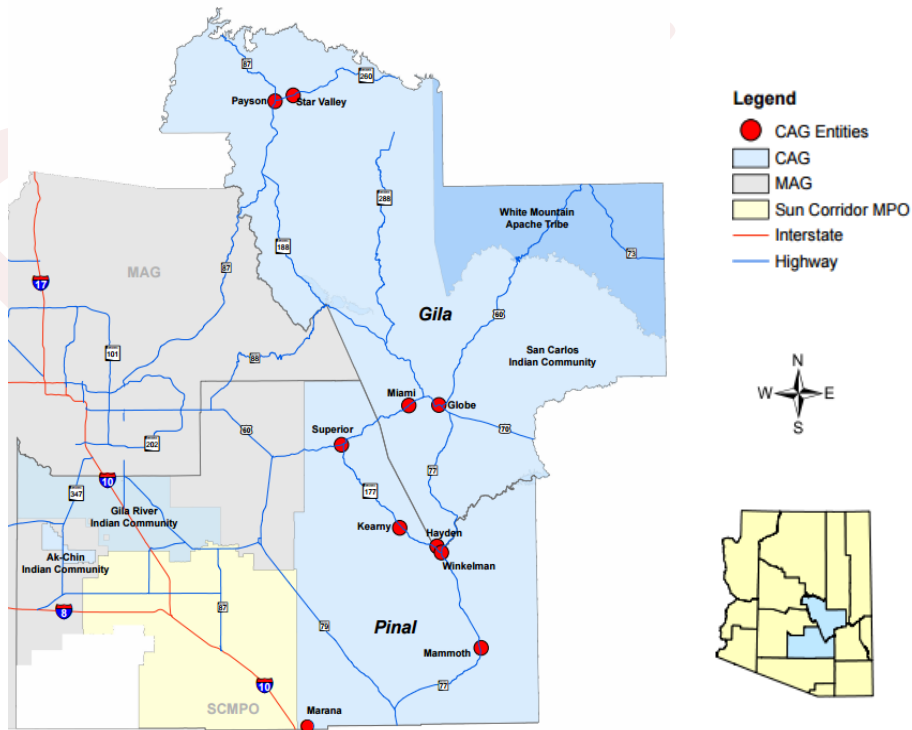 87
260
Payson
Star Valley
Legend
CAG Entities
CAG
MAG
Sun Corridor MPO
Interstate
Highway
288
White Mountain
Apache Tribe
73
188
MAG
87
17
Gila
60
San Carlos
Indian Community
101
88
N
W E
S
Miami
Globe
Superior
60
70
202
77
10
347
177
Gila River
Indian Community
Kearny
Hayden
Winkelman
Ak-Chin
Indian Community
8
87
79
Pinal
Mammoth
10
77
SCMPO
Marana